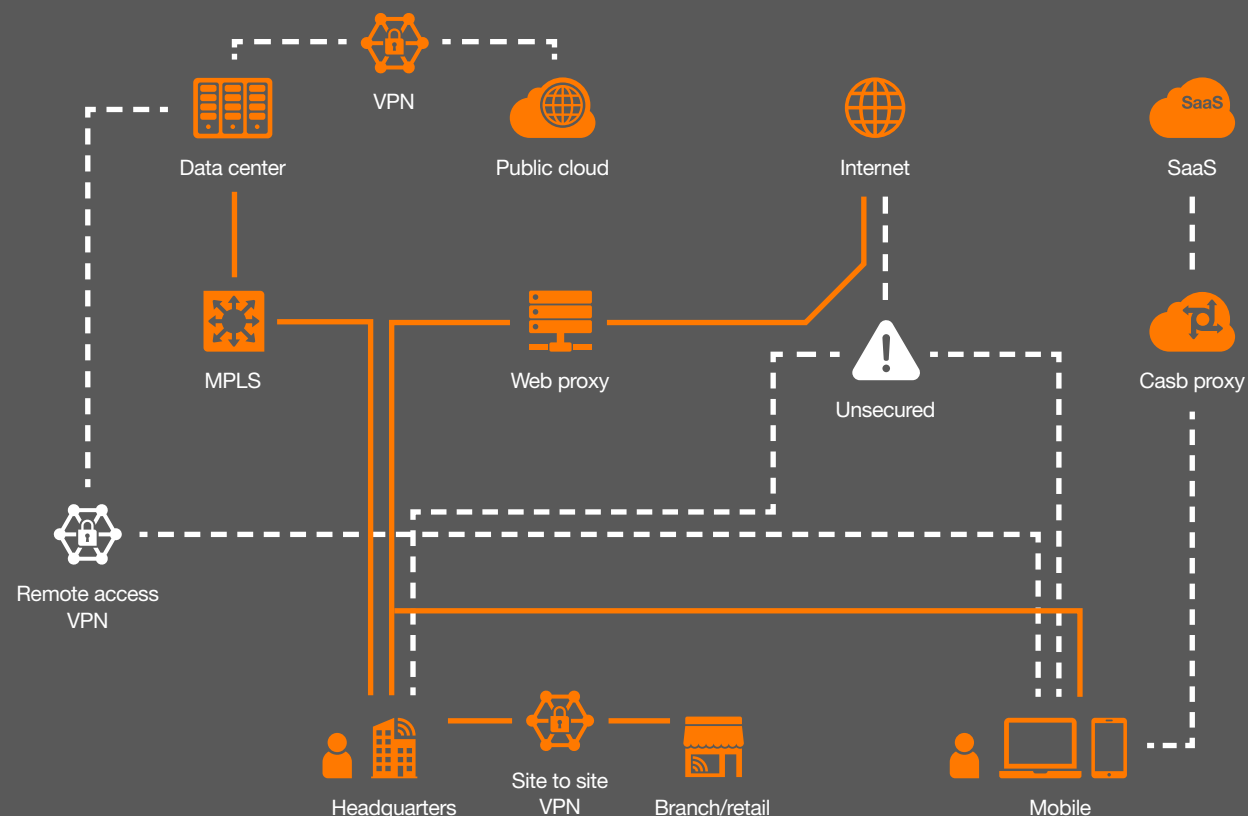 VPN
Data center
Public cloud
Internet
SaaS
SaaS
MPLS
Web proxy
Unsecured
Casb proxy
Remote access
VPN
Site to site
VPN
Headquarters
Branch/retail
Mobile